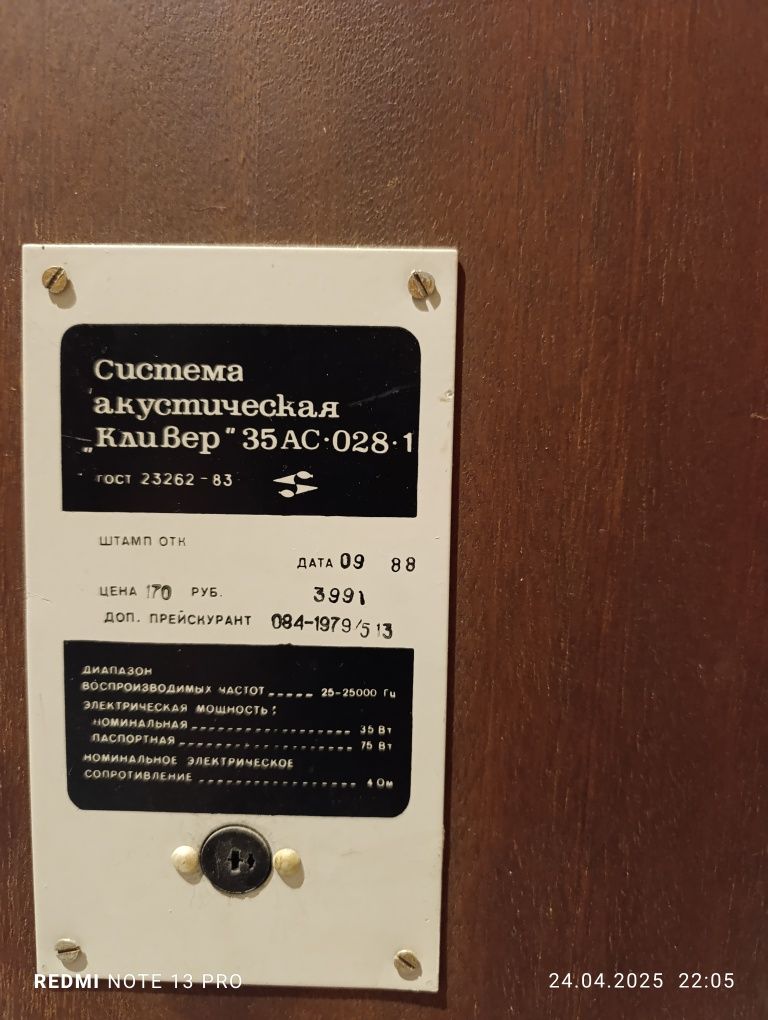 Система
акустическая
„Кливер" 35АС·028·1
ГОСТ 23262-83
ШТАМП ОТК
ДАТА 09 88
ЦЕНА 170 РУБ. 3991
ДОП. ПРЕЙСКУРАНТ 084-1979/513
ДИАПАЗОН
ВОСПРОИЗВОДИМЫХ ЧАСТОТ ----- 25-25000 Гц
ЭЛЕКТРИЧЕСКАЯ МОЩНОСТЬ:
НОМИНАЛЬНАЯ ------------------ 35 Вт
ПАСПОРТНАЯ ------------------- 75 Вт
НОМИНАЛЬНОЕ ЭЛЕКТРИЧЕСКОЕ
СОПРОТИВЛЕНИЕ ----------------- 4 Ом
REDMI NOTE 13 PRO
24.04.2025 22:05